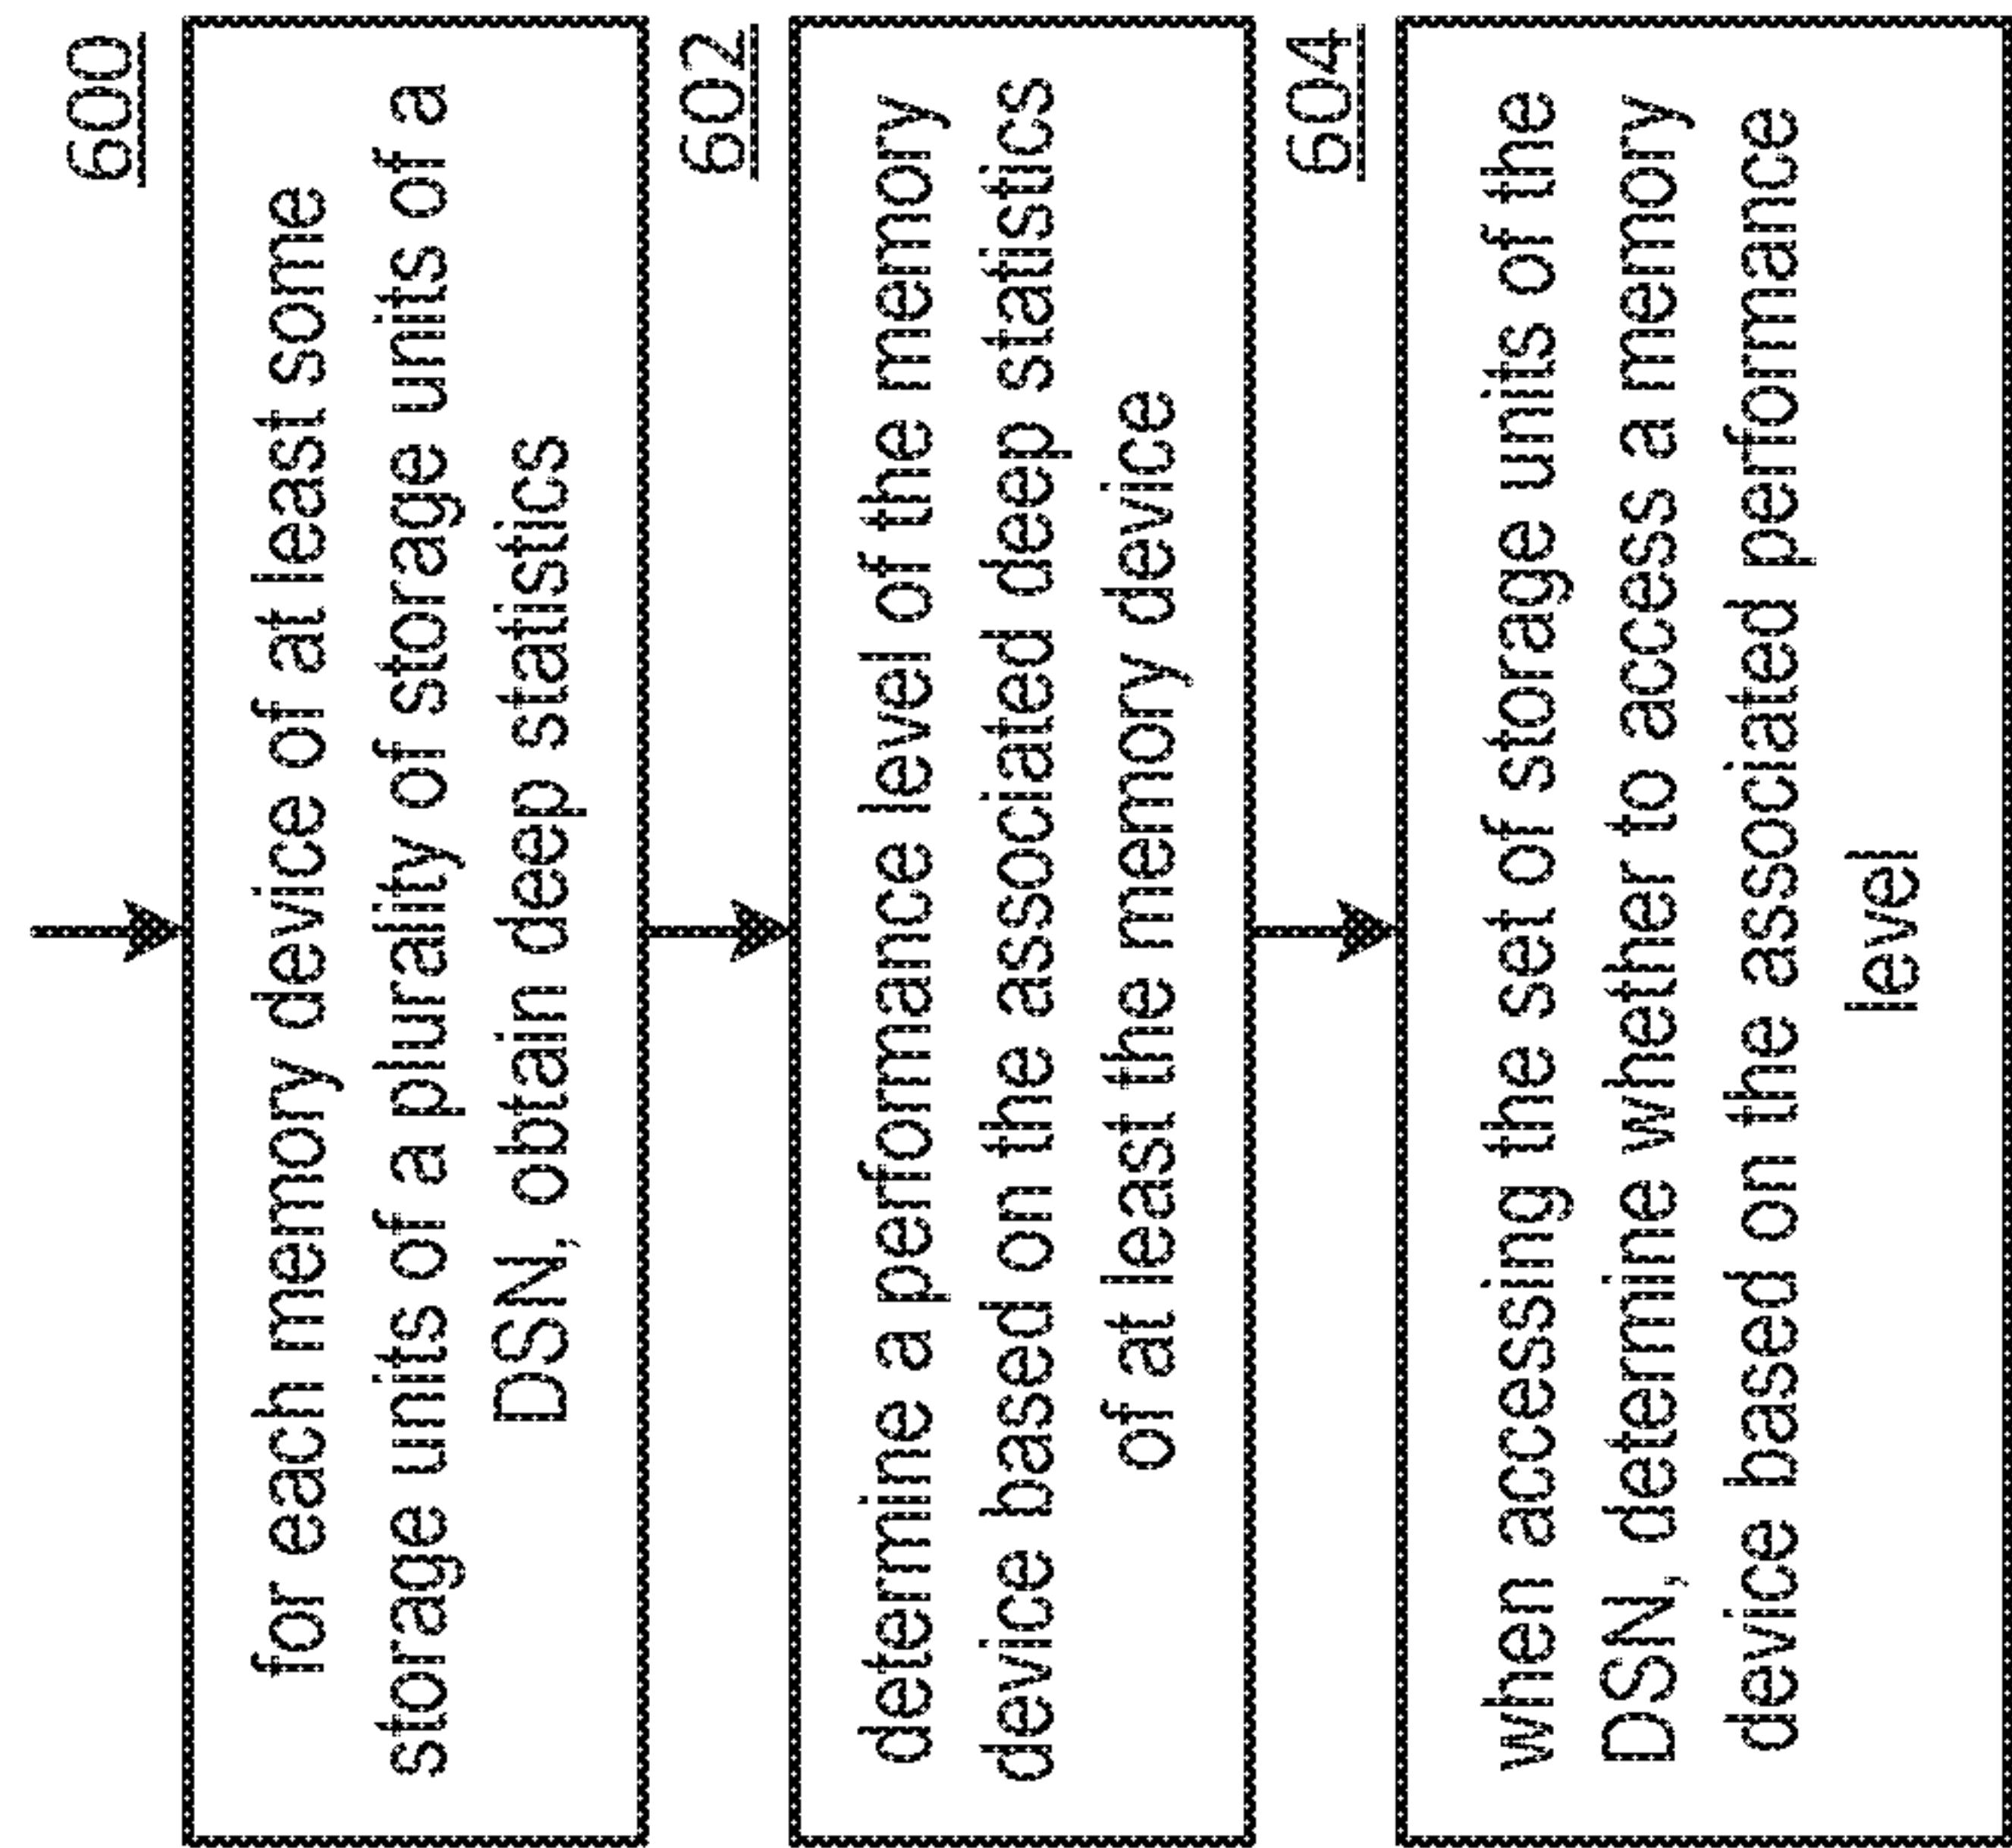 600
for each memory device of at least some
storage units of a plurality of storage units of a
DSN, obtain deep statistics
602
determine a performance level of the memory
device based on the associated deep statistics
of at least the memory device
604
when accessing the set of storage units of the
DSN, determine whether to access a memory
device based on the associated performance
level